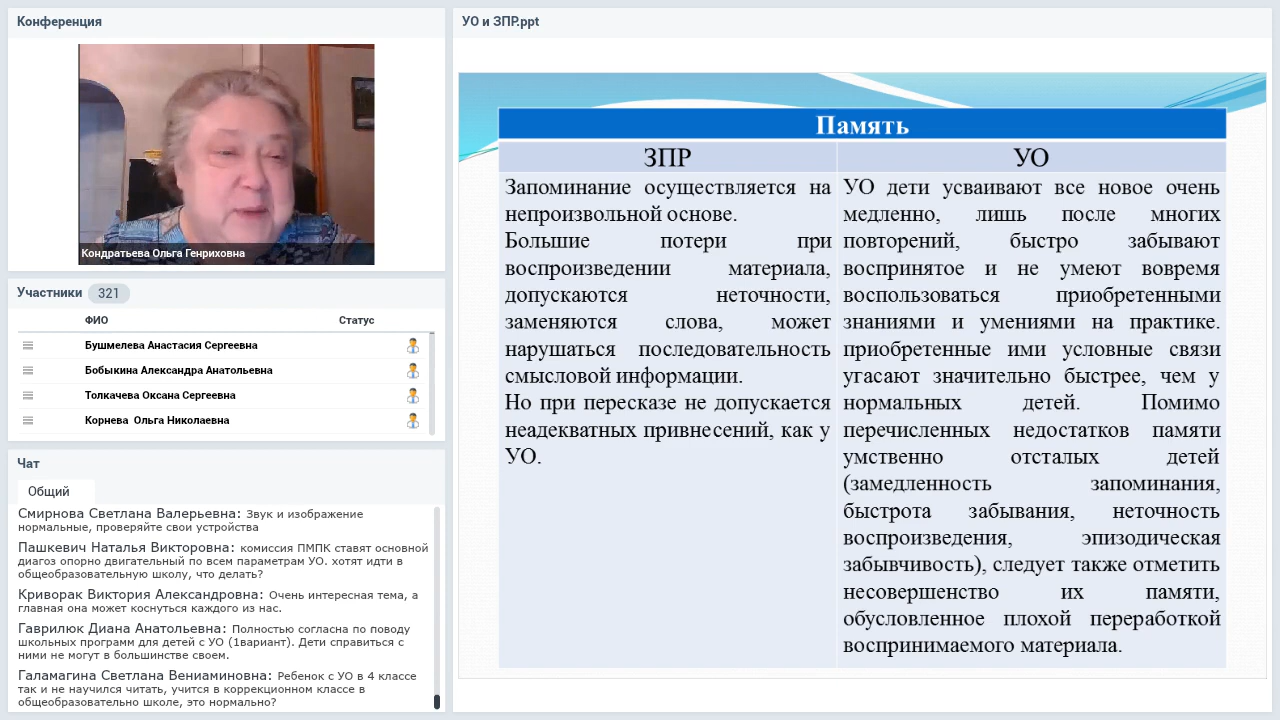 Конференция
Кондратьева Ольга Генриховна
Участники 321
ФИО Статус
Бушмелева Анастасия Сергеевна
Бобыкина Александра Анатольевна
Толкачева Оксана Сергеевна
Корнева Ольга Николаевна
Чат
Общий
Смирнова Светлана Валерьевна: Звук и изображение
нормальные, проверяйте свои устройства
Пашкевич Наталья Викторовна: комиссия ПМПК ставят основной
диагоз опорно двигательный по всем параметрам УО. хотят идти в
общеобразовательную школу, что делать?
Криворак Виктория Александровна: Очень интересная тема, а
главная она может коснуться каждого из нас.
Гаврилюк Диана Анатольевна: Полностью согласна по поводу
школьных программ для детей с УО (1вариант). Дети справиться с
ними не могут в большинстве своем.
Галамагина Светлана Вениаминовна: Ребенок с УО в 4 классе
так и не научился читать, учится в коррекционном классе в
общеобразовательно школе, это нормально?
УО и ЗПР.ppt
Память
ЗПР
Запоминание осуществляется на
непроизвольной основе.
Большие потери при
воспроизведении материала,
допускаются неточности,
заменяются слова, может
нарушаться последовательность
смысловой информации.
Но при пересказе не допускается
неадекватных привнесений, как у
УО.
УО
УО дети усваивают все новое очень
медленно, лишь после многих
повторений, быстро забывают
воспринятое и не умеют вовремя
воспользоваться приобретенными
знаниями и умениями на практике.
приобретенные ими условные связи
угасают значительно быстрее, чем у
нормальных детей. Помимо
перечисленных недостатков памяти
умственно отсталых детей
(замедленность запоминания,
быстрота забывания, неточность
воспроизведения, эпизодическая
забывчивость), следует также отметить
несовершенство их памяти,
обусловленное плохой переработкой
воспринимаемого материала.